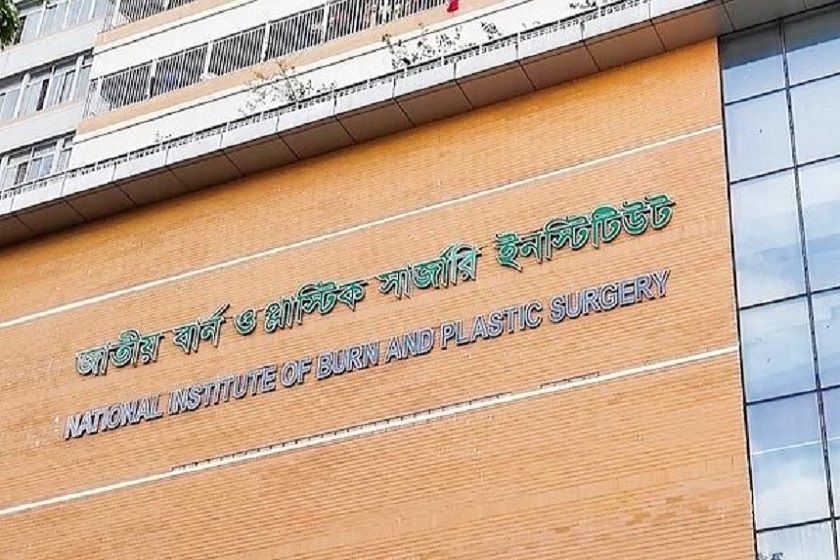 জাতীয় বার্ন ও প্লাস্টিক সার্জারি ইনস্টিটিউট
NATIONAL INSTITUTE OF BURN AND PLASTIC SURGERY